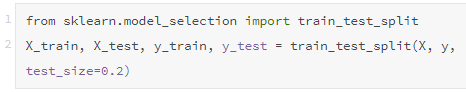 1 from sklearn.model_selection import train_test_split
2 X_train, X_test, y_train, y_test = train_test_split(X, y,
test_size=0.2)